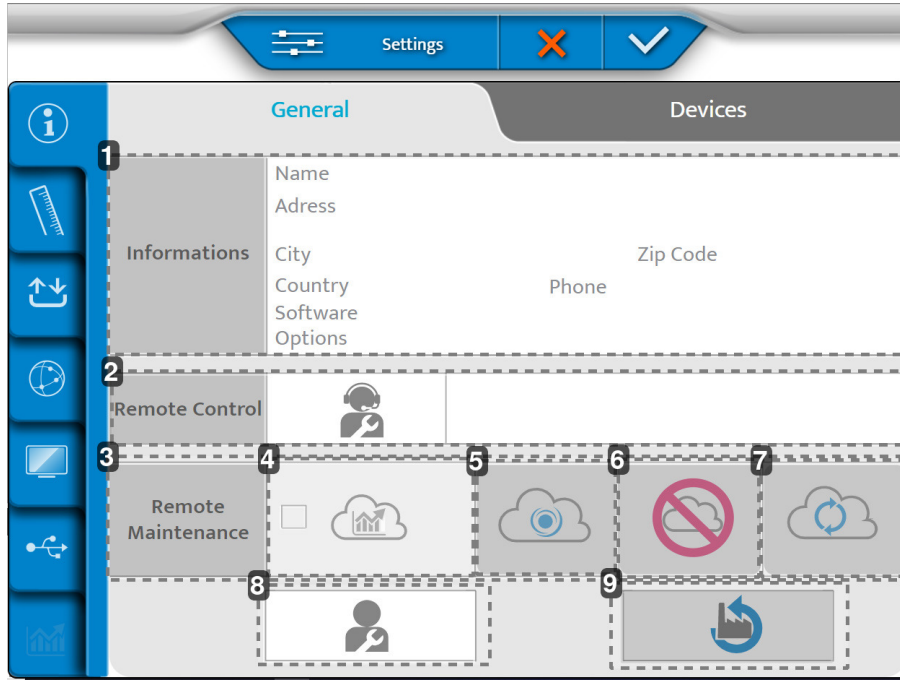 Settings
General
Devices
1
Informations
Name
Adress
City
Zip Code
Country
Phone
Software
Options
2
Remote Control
3
4
5
6
7
Remote
Maintenance
8
9